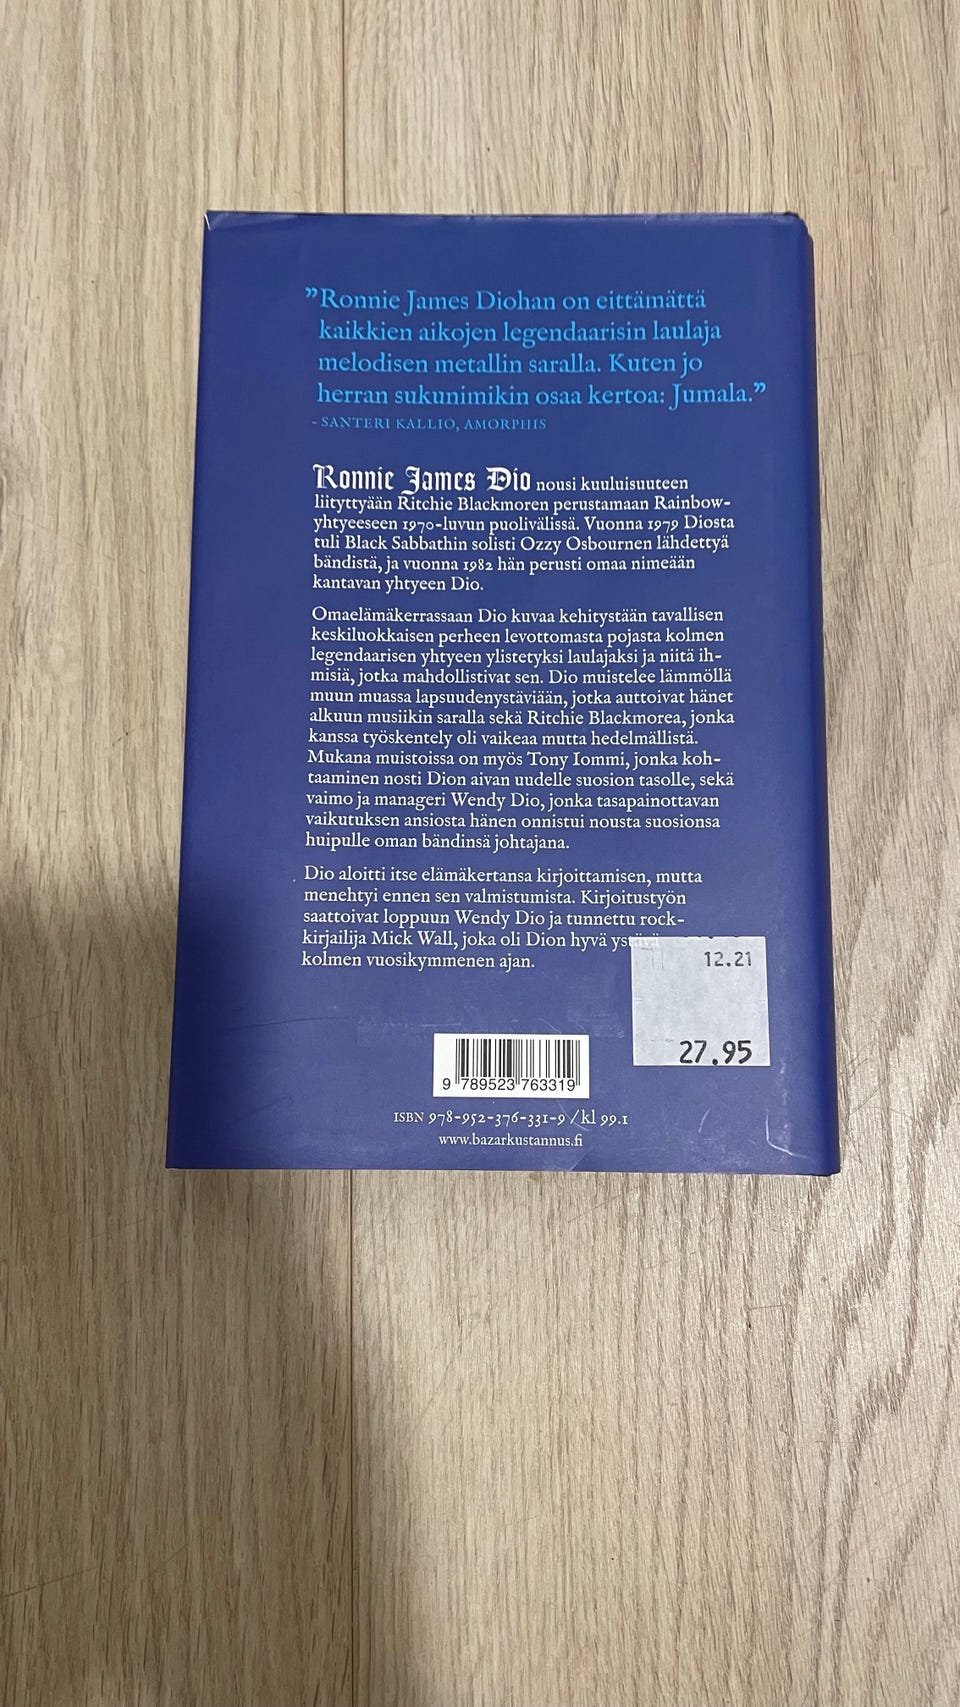 ”Ronnie James Diohan on eittämättä
kaikkien aikojen legendaarisin laulaja
melodisen metallin saralla. Kuten jo
herran sukunimikin osaa kertoa: Jumala.”
- SANTERI KALLIO, AMORPHIS
Ronnie James Dio nousi kuuluisuuteen
liityttyään Ritchie Blackmoren perustamaan Rainbow-
yhtyeeseen 1970-luvun puolivälissä. Vuonna 1979 Diosta
tuli Black Sabbathin solisti Ozzy Osbournen lähdettyä
bändistä, ja vuonna 1982 hän perusti omaa nimeään
kantavan yhtyeen Dio.
Omaelämäkerrassaan Dio kuvaa kehitystään tavallisen
keskiluokkaisen perheen levottomasta pojasta kolmen
legendaarisen yhtyeen ylistetyksi laulajaksi ja niitä ih-
misiä, jotka mahdollistivat sen. Dio muistelee lämmöllä
muun muassa lapsuudenystäviään, jotka auttoivat hänet
alkuun musiikin saralla sekä Ritchie Blackmorea, jonka
kanssa työskentely oli vaikeaa mutta hedelmällistä.
Mukana muistoissa on myös Tony Iommi, jonka koh-
taaminen nosti Dion aivan uudelle suosion tasolle, sekä
vaimo ja manageri Wendy Dio, jonka tasapainottavan
vaikutuksen ansiosta hänen onnistui nousta suosionsa
huipulle oman bändinsä johtajana.
Dio aloitti itse elämäkertansa kirjoittamisen, mutta
menehtyi ennen sen valmistumista. Kirjoitustyön
saattoivat loppuun Wendy Dio ja tunnettu rock-
kirjailija Mick Wall, joka oli Dion hyvä ystävä
kolmen vuosikymmenen ajan.
12.21
27.95
9 789523 763319
ISBN 978-952-376-331-9 / kl 99.1
www.bazarkustannus.fi